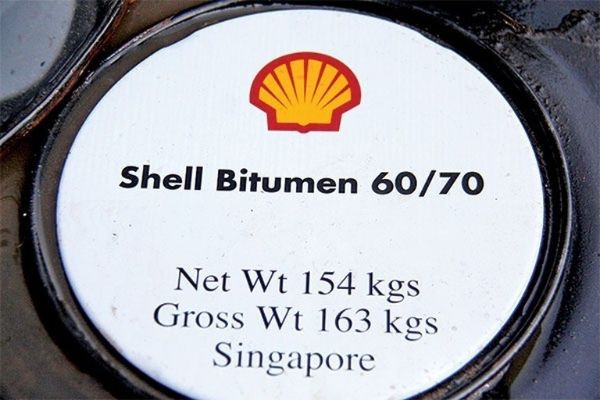 Shell Bitumen 60/70
Net Wt 154 kgs
Gross Wt 163 kgs
Singapore